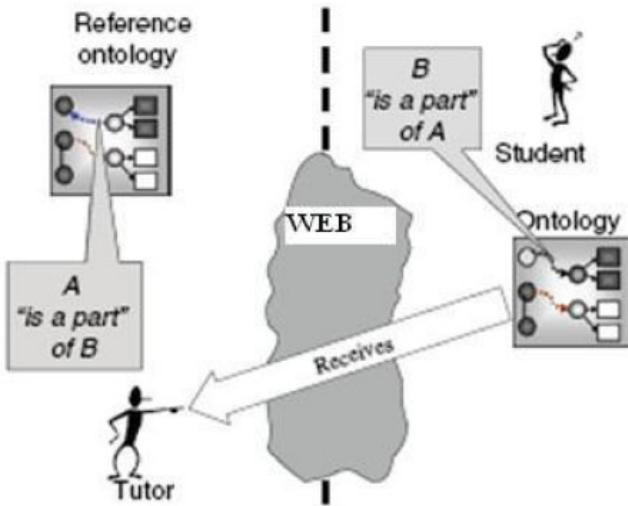 Reference
ontology
B
“is a part”
of A
Student
WEB
Ontology
A
“is a part”
of B
Receives
Tutor